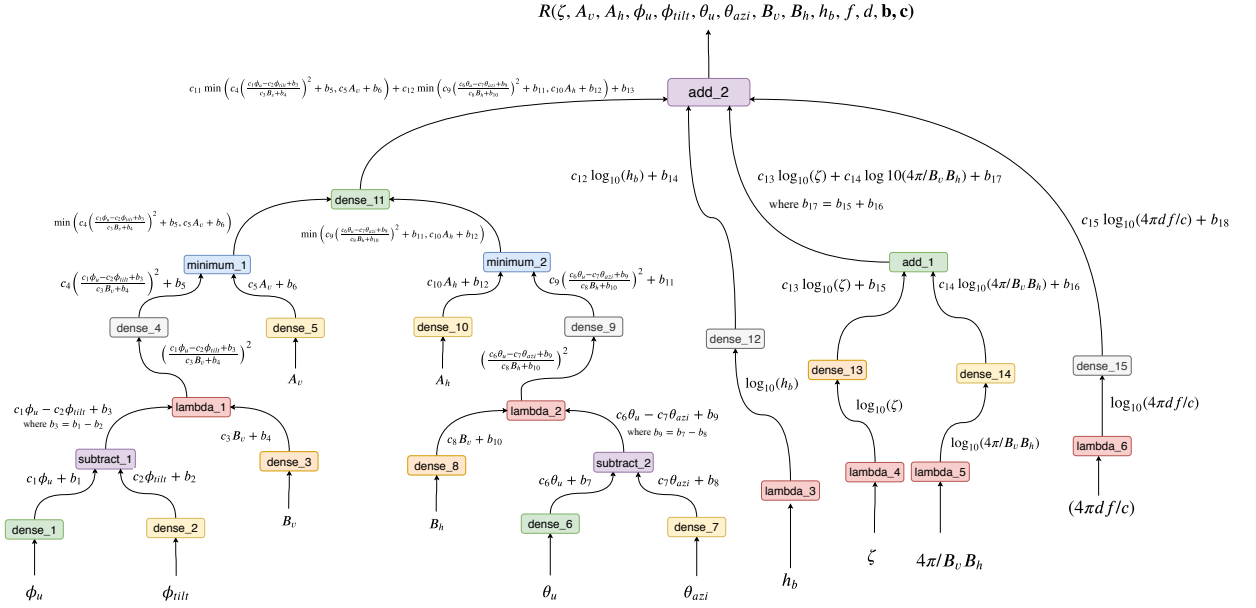 R(ζ, A_v, A_h, ϕ_u, ϕ_tilt, θ_u, θ_azi, B_v, B_h, h_b, f, d, b, c)
c_11 min (c_4((c_1ϕ_u−c_2ϕ_tilt+b_3)/(c_3B_v+b_4))^2 + b_5, c_5A_v + b_6) + c_12 min (c_9((c_6θ_u−c_7θ_azi+b_9)/(c_8B_h+b_10))^2 + b_11, c_10A_h + b_12) + b_13
add_2
c_12 log_10(h_b) + b_14
c_13 log_10(ζ) + c_14 log 10(4π/B_vB_h) + b_17
where b_17 = b_15 + b_16
dense_11
c_15 log_10(4πdf/c) + b_18
min (c_4((c_1ϕ_u−c_2ϕ_tilt+b_3)/(c_3B_v+b_4))^2 + b_5, c_5A_v + b_6)
min (c_9((c_6θ_u−c_7θ_azi+b_9)/(c_8B_h+b_10))^2 + b_11, c_10A_h + b_12)
minimum_1
minimum_2
add_1
c_4((c_1ϕ_u−c_2ϕ_tilt+b_3)/(c_3B_v+b_4))^2 + b_5
c_5A_v + b_6
c_10A_h + b_12
c_9((c_6θ_u−c_7θ_azi+b_9)/(c_8B_h+b_10))^2 + b_11
c_13 log_10(ζ) + b_15
c_14 log_10(4π/B_vB_h) + b_16
dense_4
dense_5
dense_10
dense_9
dense_12
dense_13
dense_14
dense_15
((c_1ϕ_u−c_2ϕ_tilt+b_3)/(c_3B_v+b_4))^2
A_v
A_h
((c_6θ_u−c_7θ_azi+b_9)/(c_8B_h+b_10))^2
log_10(h_b)
log_10(ζ)
log_10(4π/B_vB_h)
log_10(4πdf/c)
lambda_1
lambda_2
c_1ϕ_u − c_2ϕ_tilt + b_3
where b_3 = b_1 − b_2
c_3B_v + b_4
c_8B_v + b_10
c_6θ_u − c_7θ_azi + b_9
where b_9 = b_7 − b_8
subtract_1
dense_3
dense_8
subtract_2
lambda_3
lambda_4
lambda_5
lambda_6
c_1ϕ_u + b_1
c_2ϕ_tilt + b_2
B_v
B_h
c_6θ_u + b_7
c_7θ_azi + b_8
(4πdf/c)
dense_1
dense_2
dense_6
dense_7
ζ
4π/B_vB_h
ϕ_u
ϕ_tilt
θ_u
θ_azi
h_b